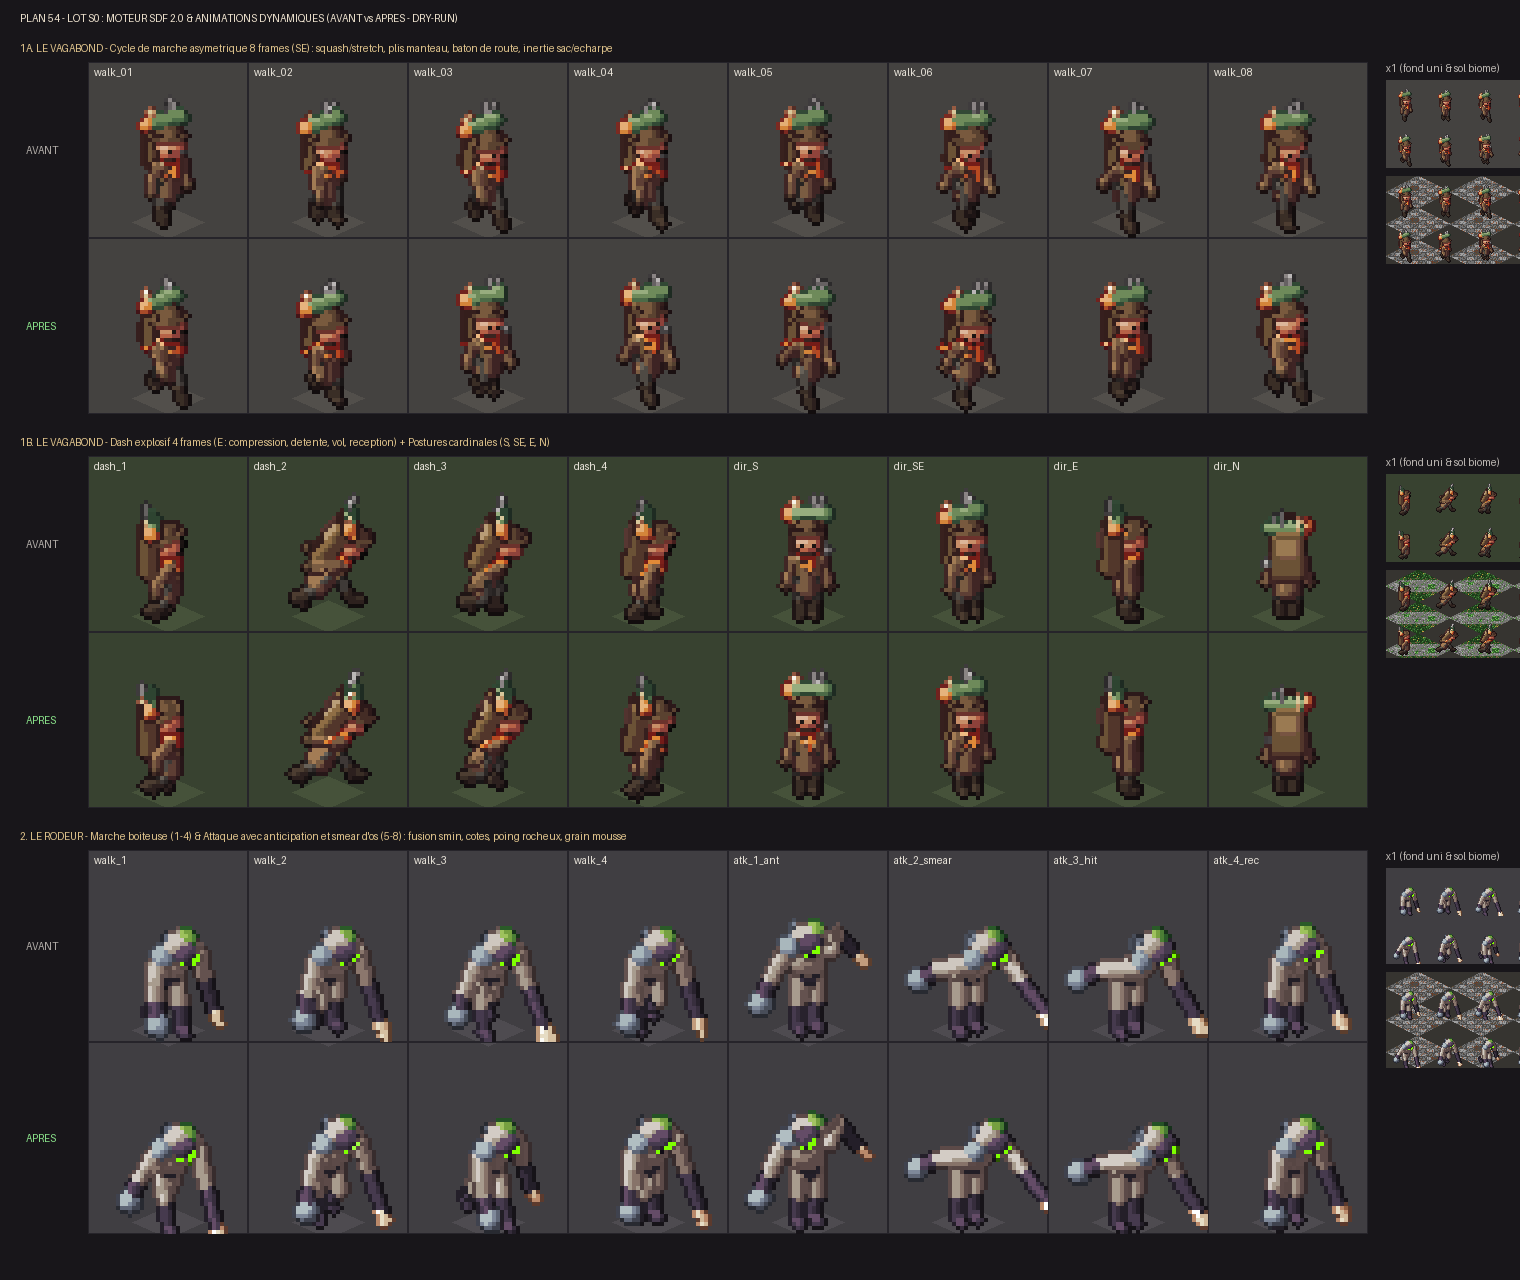 PLAN 54 - LOT S0 : MOTEUR SDF 2.0 & ANIMATIONS DYNAMIQUES (AVANT vs APRES - DRY-RUN)
1A. LE VAGABOND - Cycle de marche asymetrique 8 frames (SE) : squash/stretch, plis manteau, baton de route, inertie sac/echarpe
walk_01 walk_02 walk_03 walk_04 walk_05 walk_06 walk_07 walk_08 x1 (fond uni & sol biome)
AVANT
APRES
1B. LE VAGABOND - Dash explosif 4 frames (E : compression, detente, vol, reception) + Postures cardinales (S, SE, E, N)
dash_1 dash_2 dash_3 dash_4 dir_S dir_SE dir_E dir_N x1 (fond uni & sol biome)
AVANT
APRES
2. LE RODEUR - Marche boiteuse (1-4) & Attaque avec anticipation et smear d'os (5-8) : fusion smin, cotes, poing rocheux, grain mousse
walk_1 walk_2 walk_3 walk_4 atk_1_ant atk_2_smear atk_3_hit atk_4_rec x1 (fond uni & sol biome)
AVANT
APRES